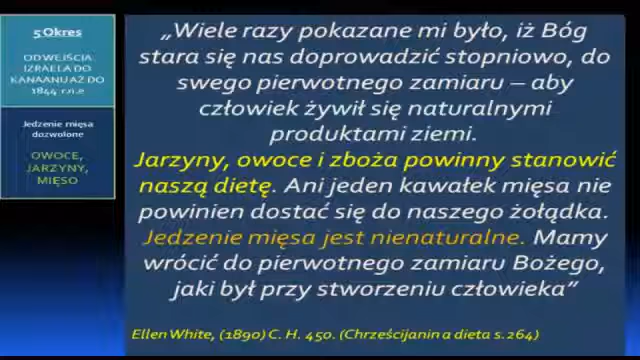 5 Okres
ODWEJŚCIA
IZRAELA DO
KANAANU AŻ DO
1844 r.n.e
Jedzenie mięsa
dozwolone
OWOCE,
JARZYNY,
MIĘSO
„Wiele razy pokazane mi było, iż Bóg
stara się nas doprowadzić stopniowo, do
swego pierwotnego zamiaru – aby
człowiek żywił się naturalnymi
produktami ziemi.
Jarzyny, owoce i zboża powinny stanowić
naszą dietę. Ani jeden kawałek mięsa nie
powinien dostać się do naszego żołądka.
Jedzenie mięsa jest nienaturalne. Mamy
wrócić do pierwotnego zamiaru Bożego,
jaki był przy stworzeniu człowieka”
Ellen White, (1890) C. H. 450. (Chrześcijanin a dieta s.264)